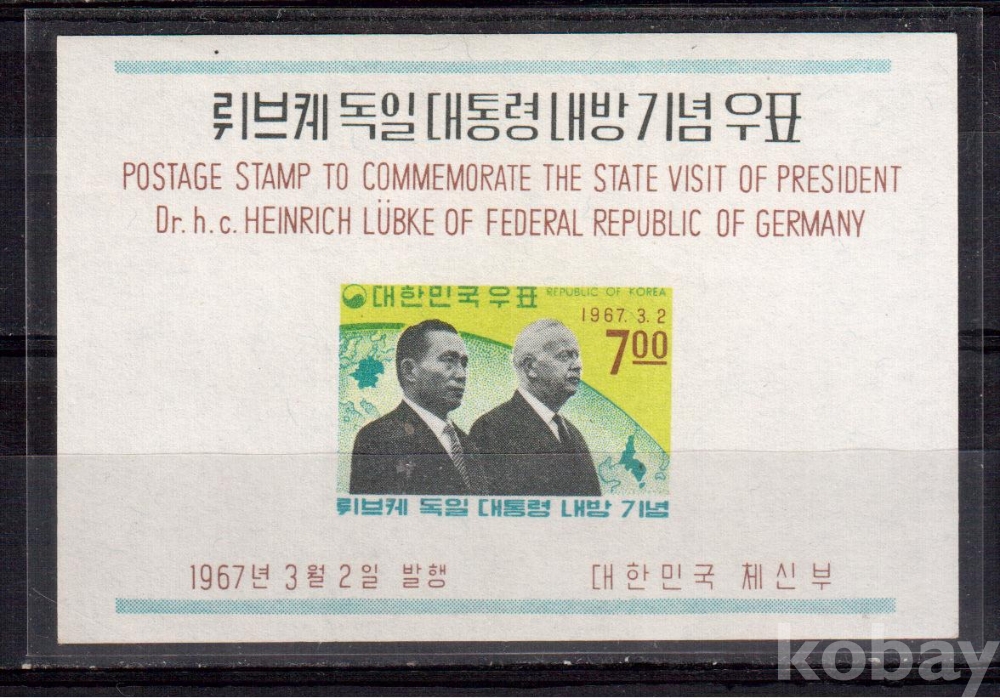 뤼브케 독일 대통령 내방 기념 우표
POSTAGE STAMP TO COMMEMORATE THE STATE VISIT OF PRESIDENT
Dr. h. c. HEINRICH LÜBKE OF FEDERAL REPUBLIC OF GERMANY
대한민국우표 REPUBLIC OF KOREA
1967. 3. 2
700
뤼브케 독일 대통령 내방 기념
1967년 3월 2일 발행 대한민국 체신부
kobay